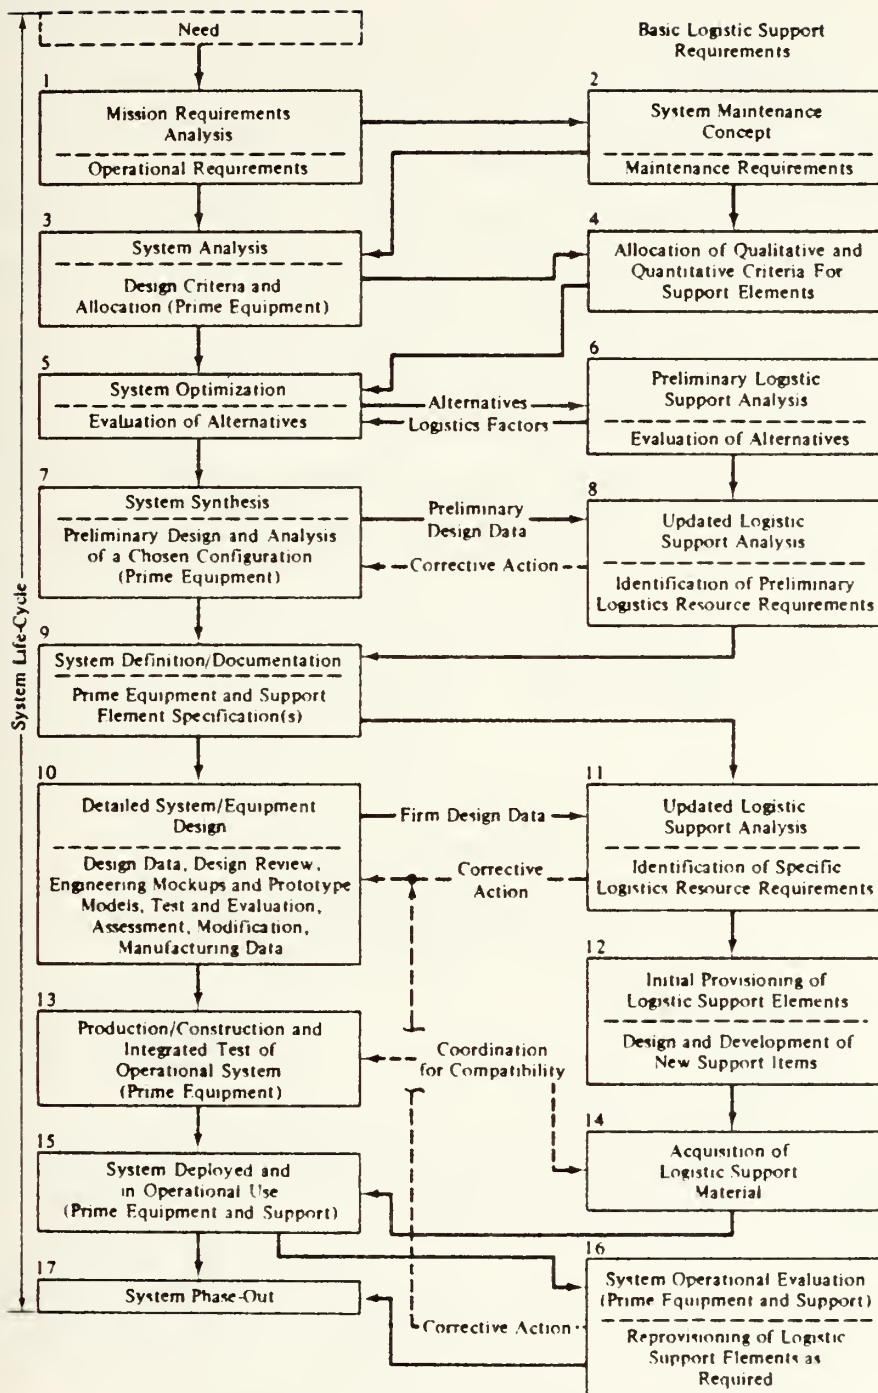 Need
Basic Logistic Support
Requirements
1
Mission Requirements
Analysis
Operational Requirements
2
System Maintenance
Concept
Maintenance Requirements
3
System Analysis
Design Criteria and
Allocation (Prime Equipment)
4
Allocation of Qualitative and
Quantitative Criteria For
Support Elements
5
System Optimization
Evaluation of Alternatives
Alternatives
Logistics Factors
6
Preliminary Logistic
Support Analysis
Evaluation of Alternatives
7
System Synthesis
Preliminary Design and Analysis
of a Chosen Configuration
(Prime Equipment)
Preliminary
Design Data
Corrective Action
8
Updated Logistic
Support Analysis
Identification of Preliminary
Logistics Resource Requirements
System Life-Cycle
9
System Definition/Documentation
Prime Equipment and Support
Element Specification(s)
10
Detailed System/Equipment
Design
Design Data, Design Review,
Engineering Mockups and Prototype
Models, Test and Evaluation,
Assessment, Modification,
Manufacturing Data
Firm Design Data
Corrective
Action
11
Updated Logistic
Support Analysis
Identification of Specific
Logistics Resource Requirements
12
Initial Provisioning of
Logistic Support Elements
Design and Development of
New Support Items
13
Production/Construction and
Integrated Test of
Operational System
(Prime Equipment)
Coordination
for Compatibility
14
Acquisition of
Logistic Support
Material
15
System Deployed and
in Operational Use
(Prime Equipment and Support)
16
System Operational Evaluation
(Prime Equipment and Support)
Reprovisioning of Logistic
Support Elements as
Required
17
System Phase-Out
Corrective Action